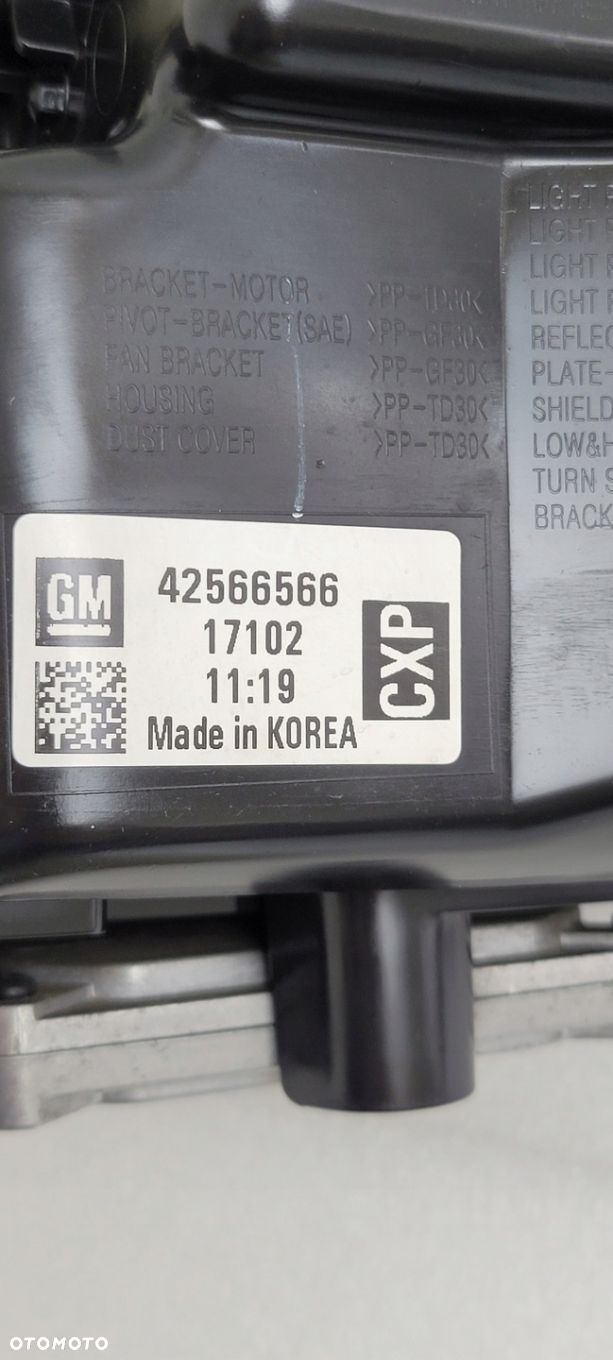 BRACKET-MOTOR >PP-TD30<
PIVOT-BRACKET(SAE) >PP-GF30<
FAN BRACKET >PP-GF30<
HOUSING >PP-TD30<
DUST COVER >PP-TD30<
LIGHT
LIGHT
LIGHT
LIGHT
PLATE-
SHIELD
LOW&H
TURN S
GM
42566566
17102
11:19
Made in KOREA
CXP
OTOMOTO